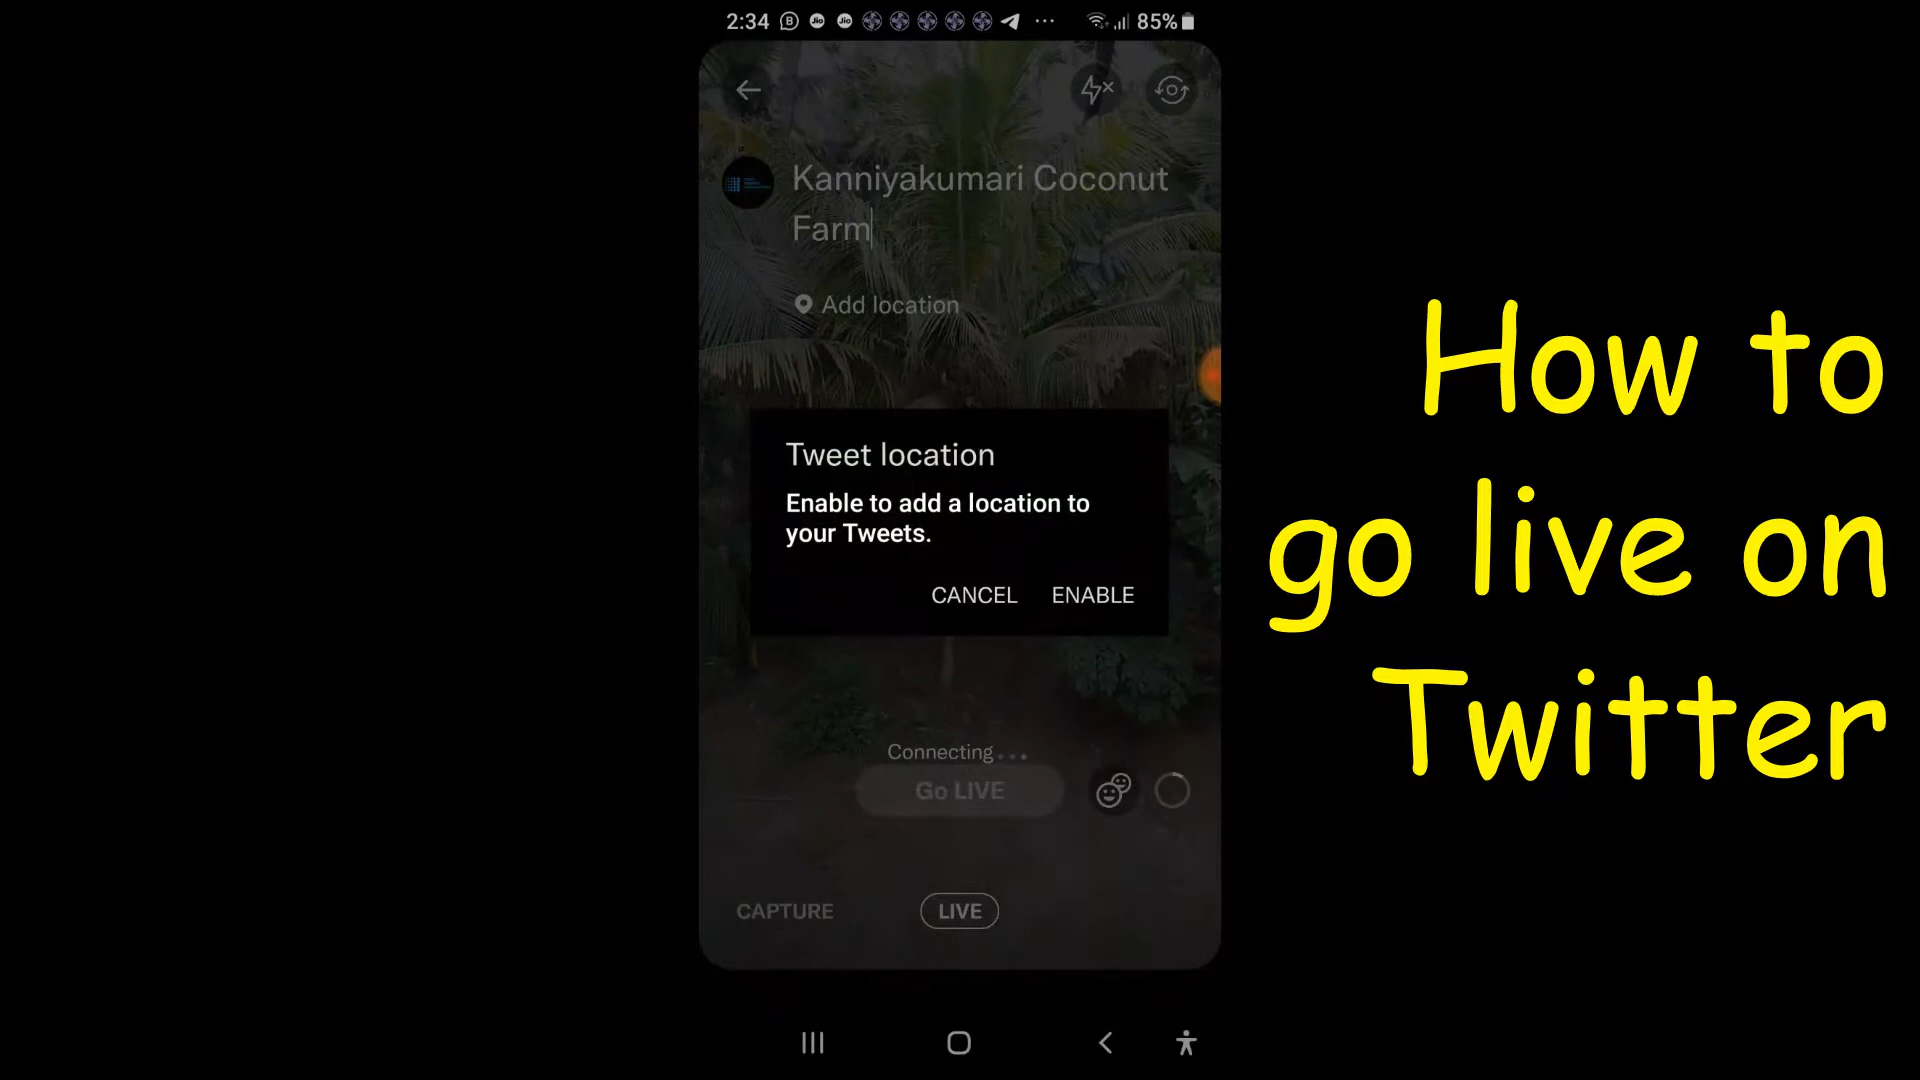 2:34
85%
Kanniyakumari Coconut
Farm
Add location
Tweet location
Enable to add a location to
your Tweets.
CANCEL ENABLE
Connecting...
Go LIVE
CAPTURE LIVE
How to
go live on
Twitter